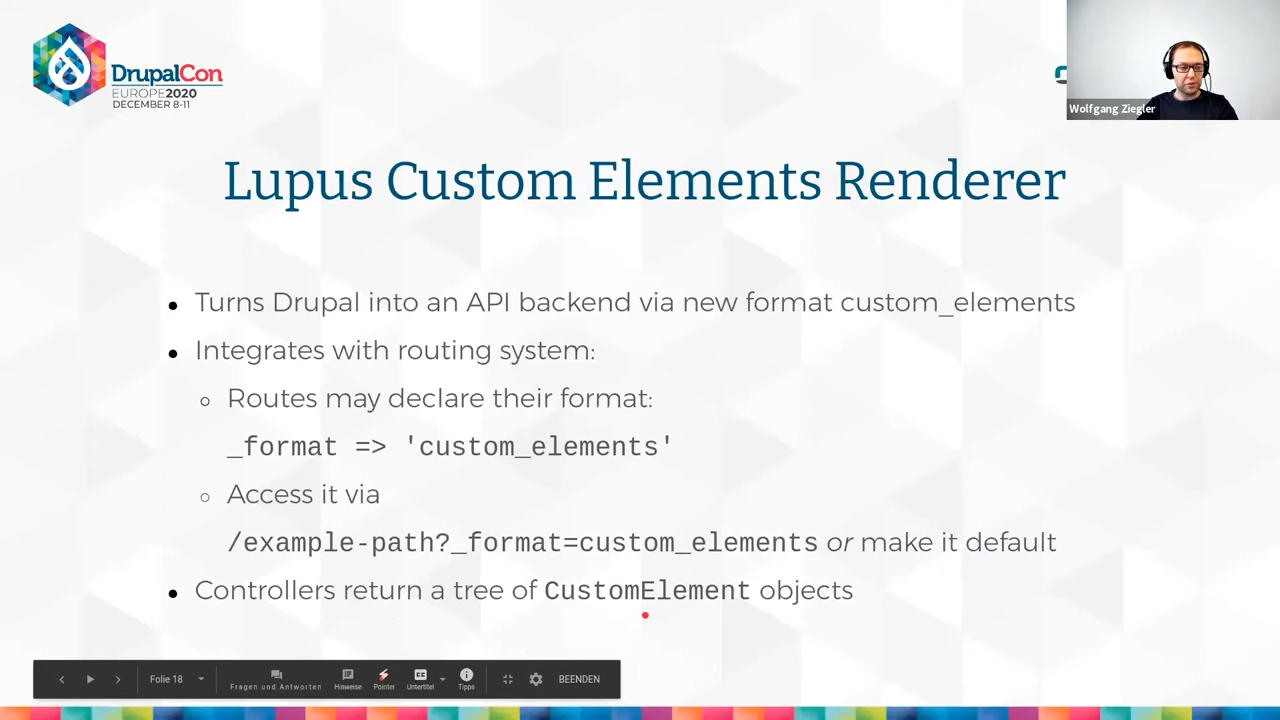 DrupalCon
EUROPE2020
DECEMBER 8-11
Wolfgang Ziegler
Lupus Custom Elements Renderer
Turns Drupal into an API backend via new format custom_elements
Integrates with routing system:
Routes may declare their format:
_format => 'custom_elements'
Access it via
/example-path?_format=custom_elements or make it default
Controllers return a tree of CustomElement objects
Folie 18
Fragen und Antworten
Hinweise
Pointer
CC
Untertitel
Tipps
BEENDEN